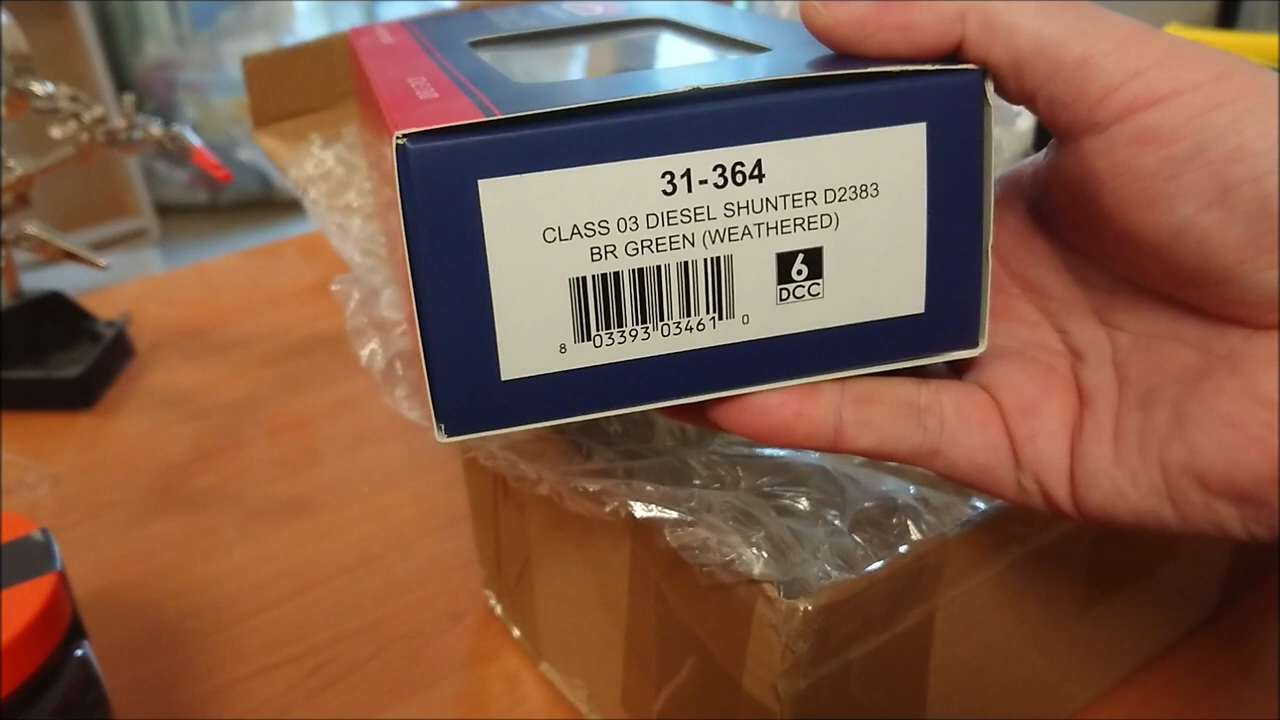 31-364
CLASS 03 DIESEL SHUNTER D2383
BR GREEN (WEATHERED)
6
DCC
8 03393 03461 0